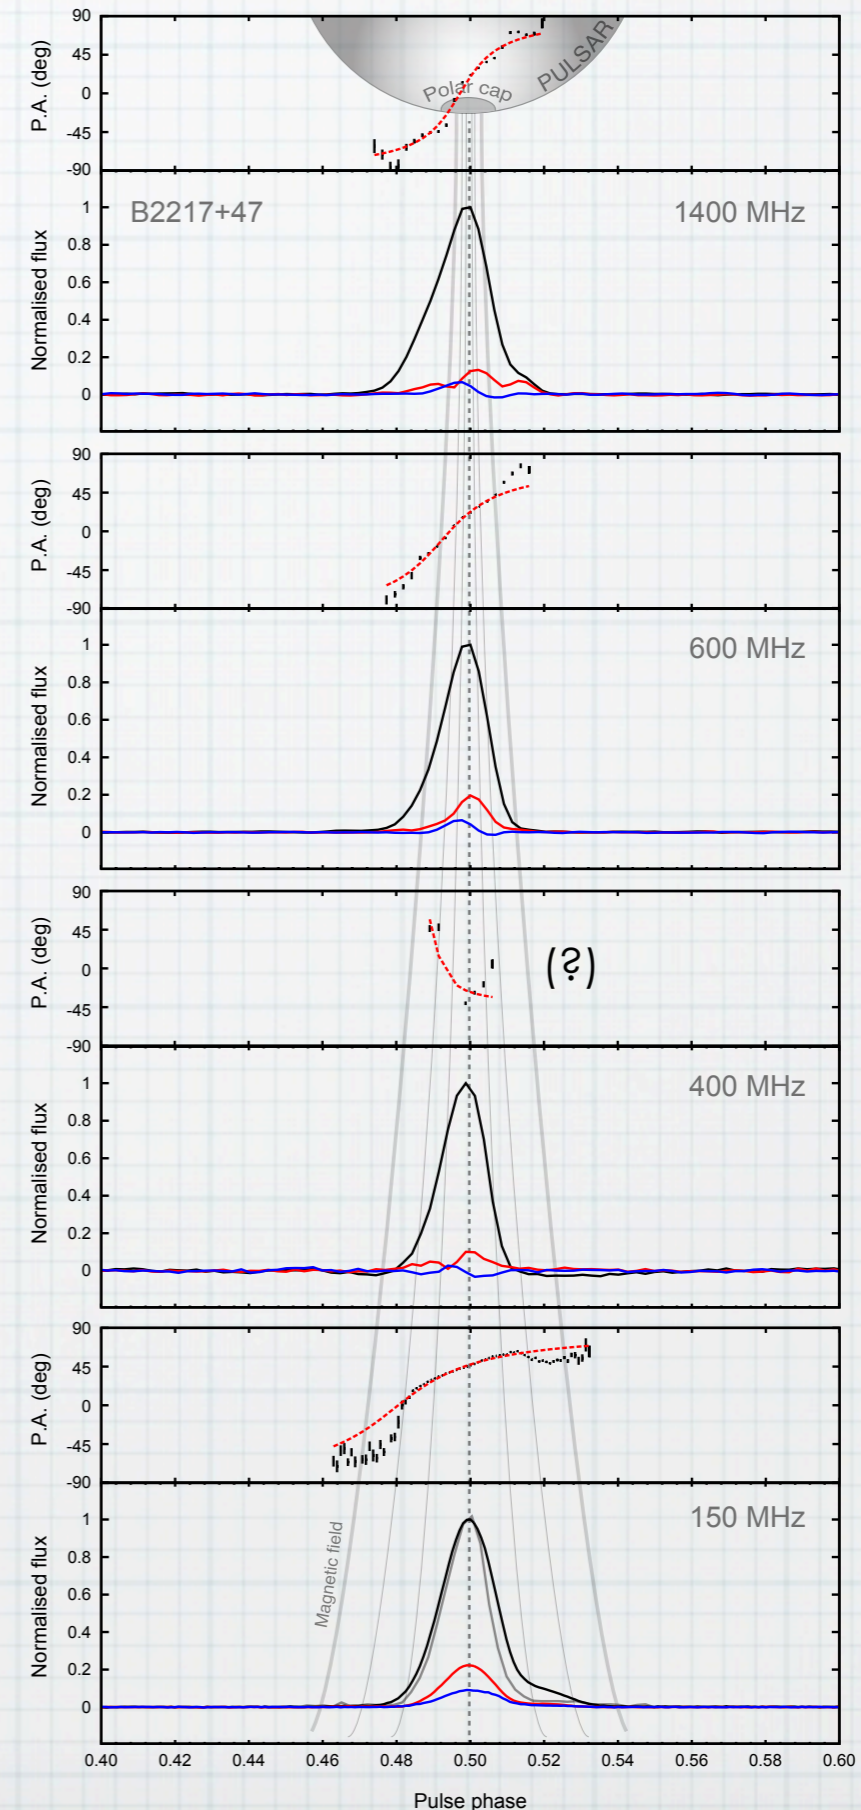 90
45
0
-45
-90
P.A. (deg)
PULSAR
Polar cap
B2217+47
1400 MHz
1
0.8
0.6
0.4
0.2
0
Normalised flux
90
45
0
-45
-90
P.A. (deg)
600 MHz
1
0.8
0.6
0.4
0.2
0
Normalised flux
90
45
0
-45
-90
P.A. (deg)
(?)
400 MHz
1
0.8
0.6
0.4
0.2
0
Normalised flux
90
45
0
-45
-90
P.A. (deg)
150 MHz
1
0.8
0.6
0.4
0.2
0
Normalised flux
Magnetic field
0.40 0.42 0.44 0.46 0.48 0.50 0.52 0.54 0.56 0.58 0.60
Pulse phase